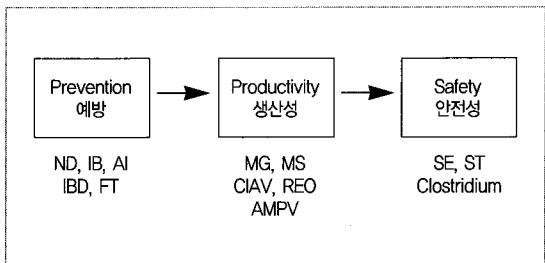 Prevention
예방
Productivity
생산성
Safety
안전성
ND, IB, AI
IBD, FT
MG, MS
CIAV, REO
AMPV
SE, ST
Clostridium